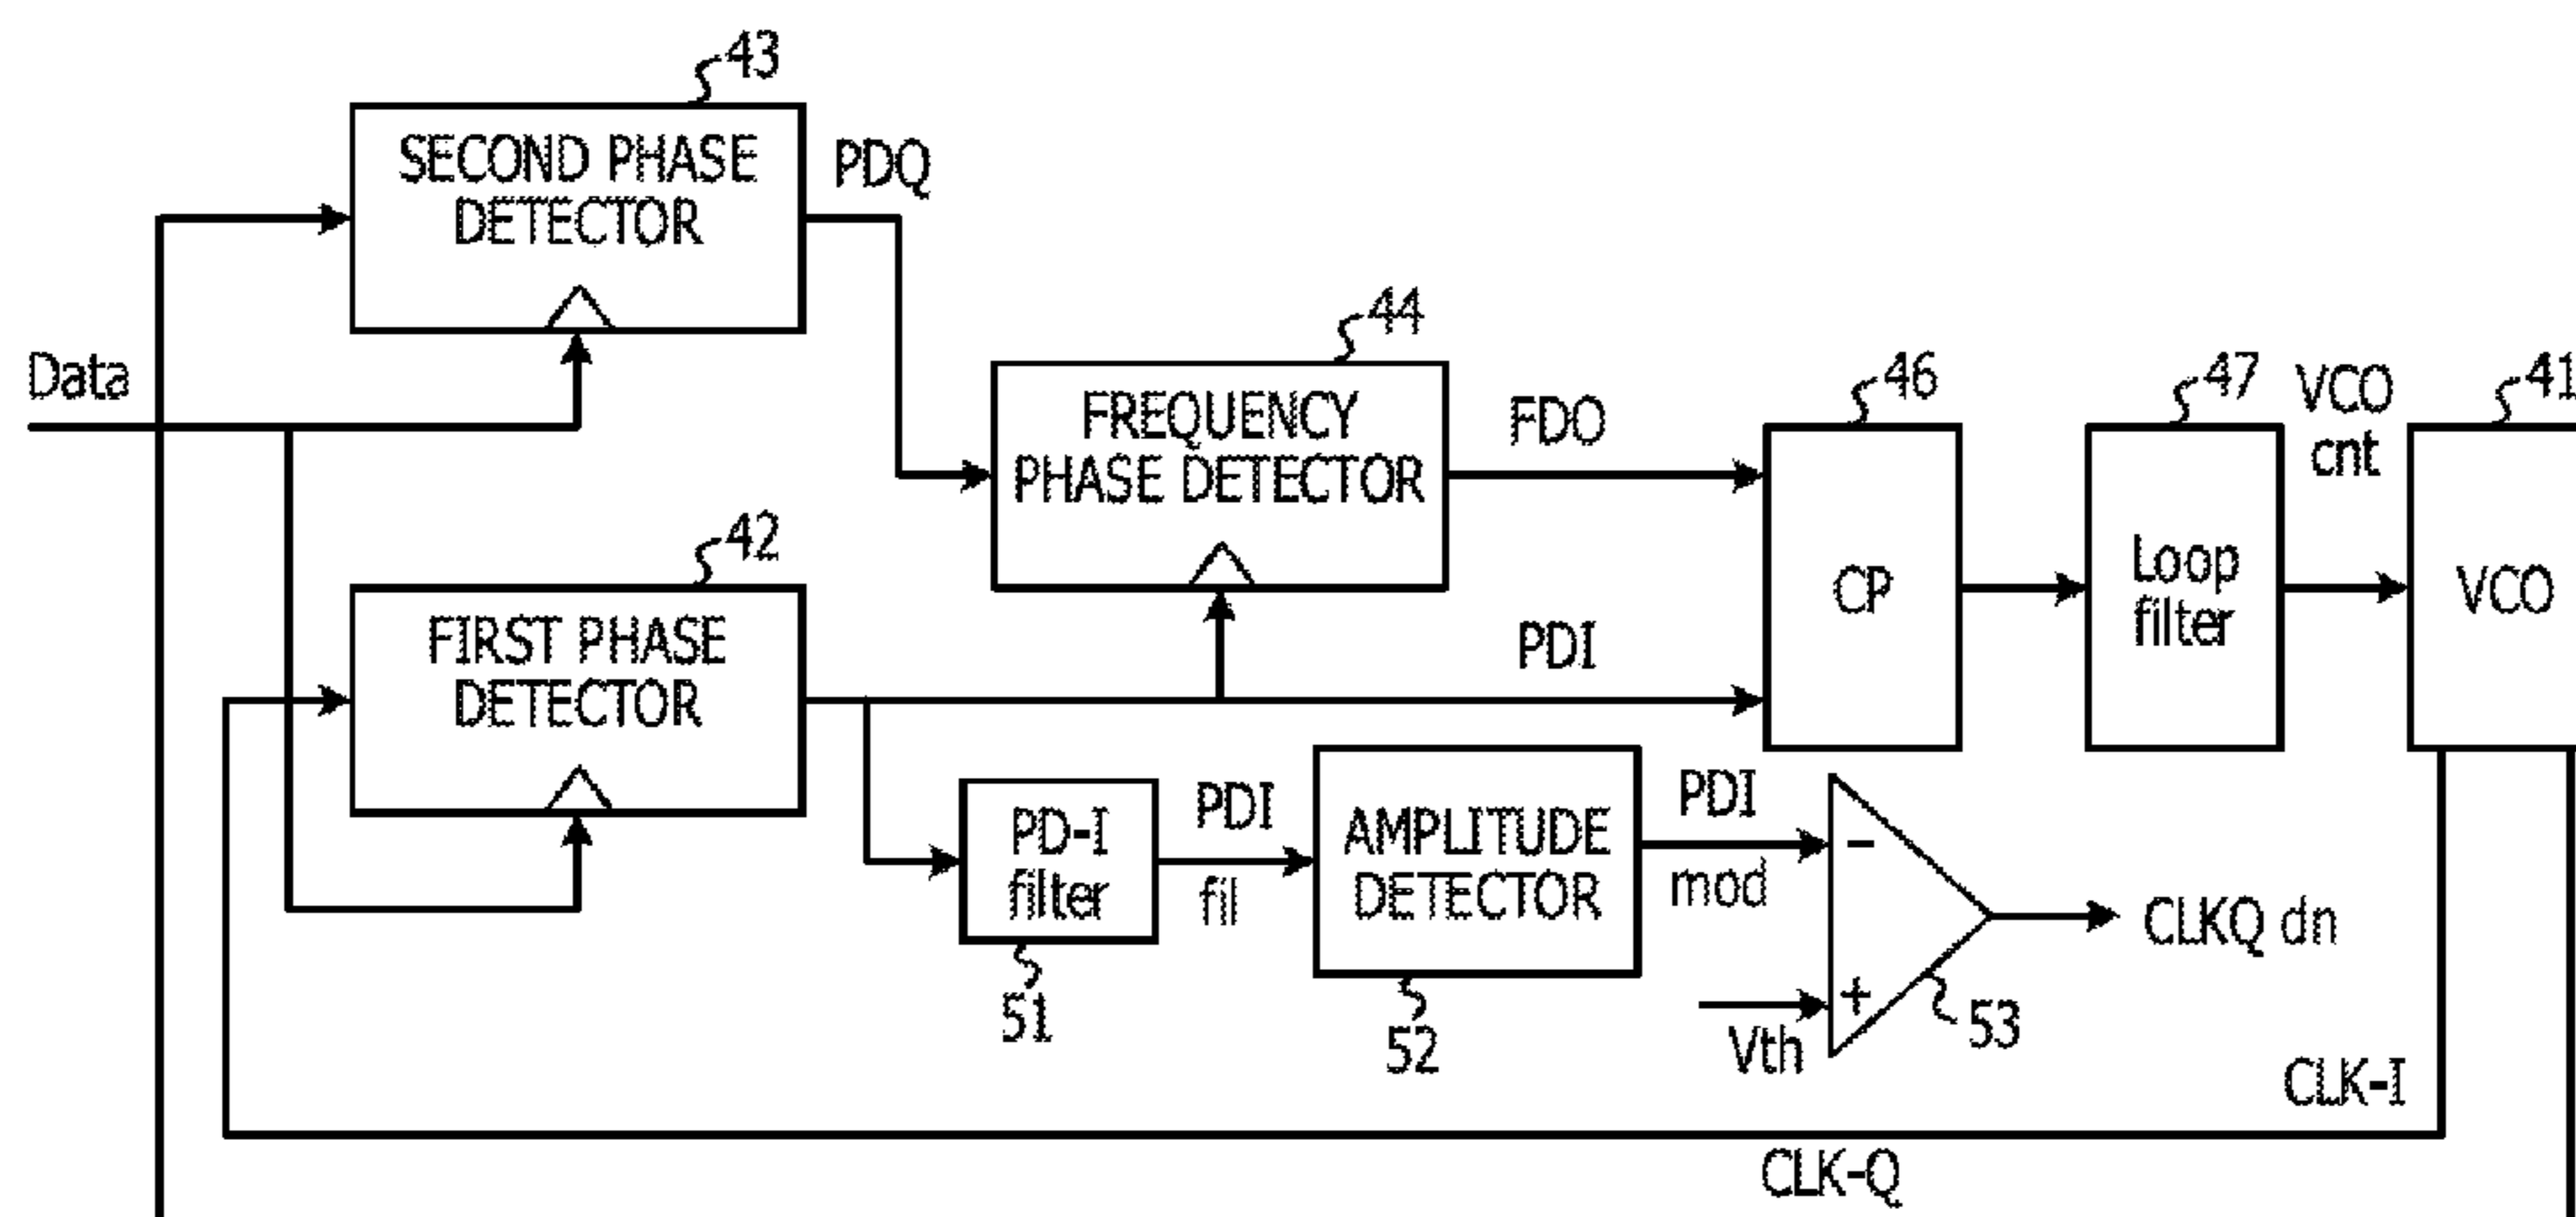 43
SECOND PHASE
DETECTOR
PDQ
Data
44
FREQUENCY
PHASE DETECTOR
FDO
46
CP
47
Loop
filter
VCO
cnt
41
VCO
42
FIRST PHASE
DETECTOR
PDI
PD-I
filter
51
PDI
fil
AMPLITUDE
DETECTOR
52
PDI
mod
-
+
Vth
53
CLKQ dn
CLK-I
CLK-Q